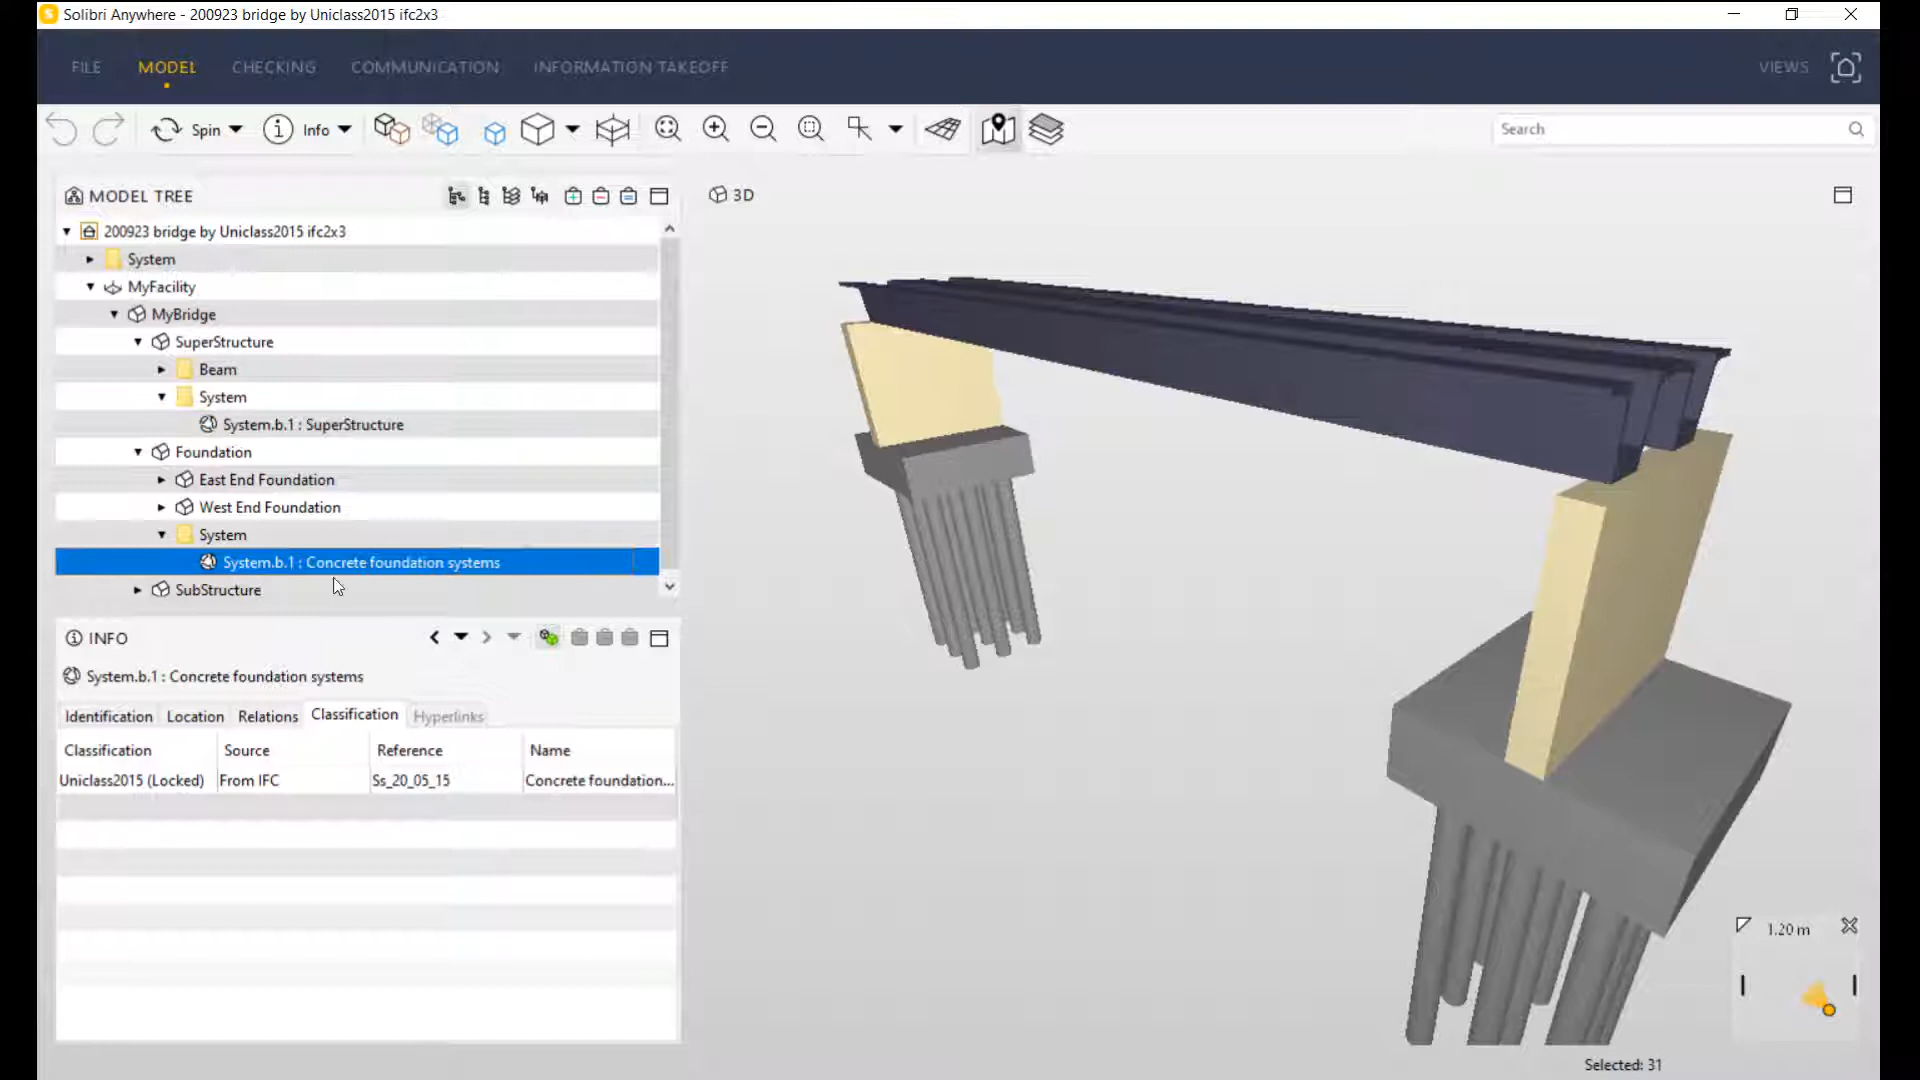 Solibri Anywhere - 200923 bridge by Uniclass2015 ifc2x3
FILE MODEL CHECKING COMMUNICATION INFORMATION TAKEOFF VIEWS
Spin Info Search
MODEL TREE
3D
200923 bridge by Uniclass2015 ifc2x3
System
MyFacility
MyBridge
SuperStructure
Beam
System
System.b.1 : SuperStructure
Foundation
East End Foundation
West End Foundation
System
System.b.1 : Concrete foundation systems
SubStructure
INFO
System.b.1 : Concrete foundation systems
Identification Location Relations Classification Hyperlinks
Classification Source Reference Name
Uniclass2015 (Locked) From IFC Ss_20_05_15 Concrete foundation...
1.20 m
Selected: 31